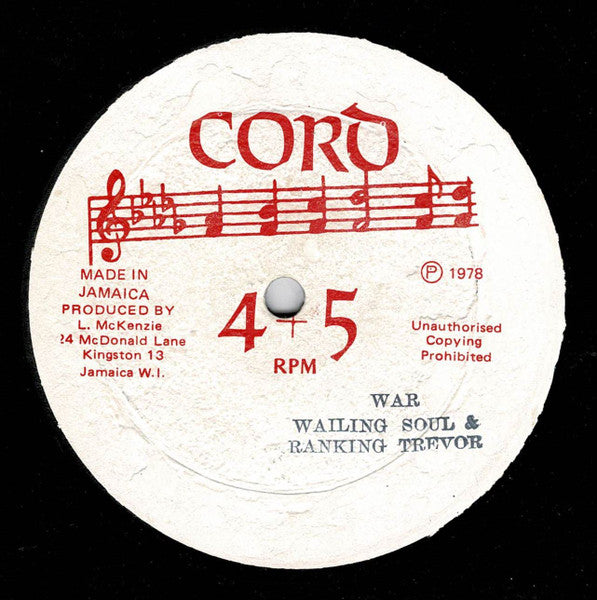 CORD
MADE IN
JAMAICA
PRODUCED BY
L. McKENZIE
24 McDONALD LANE
Kingston 13
Jamaica W.I.
4+5
RPM
Ⓟ 1978
Unauthorised
Copying
Prohibited
WAR
WAILING SOUL &
RANKING TREVOR